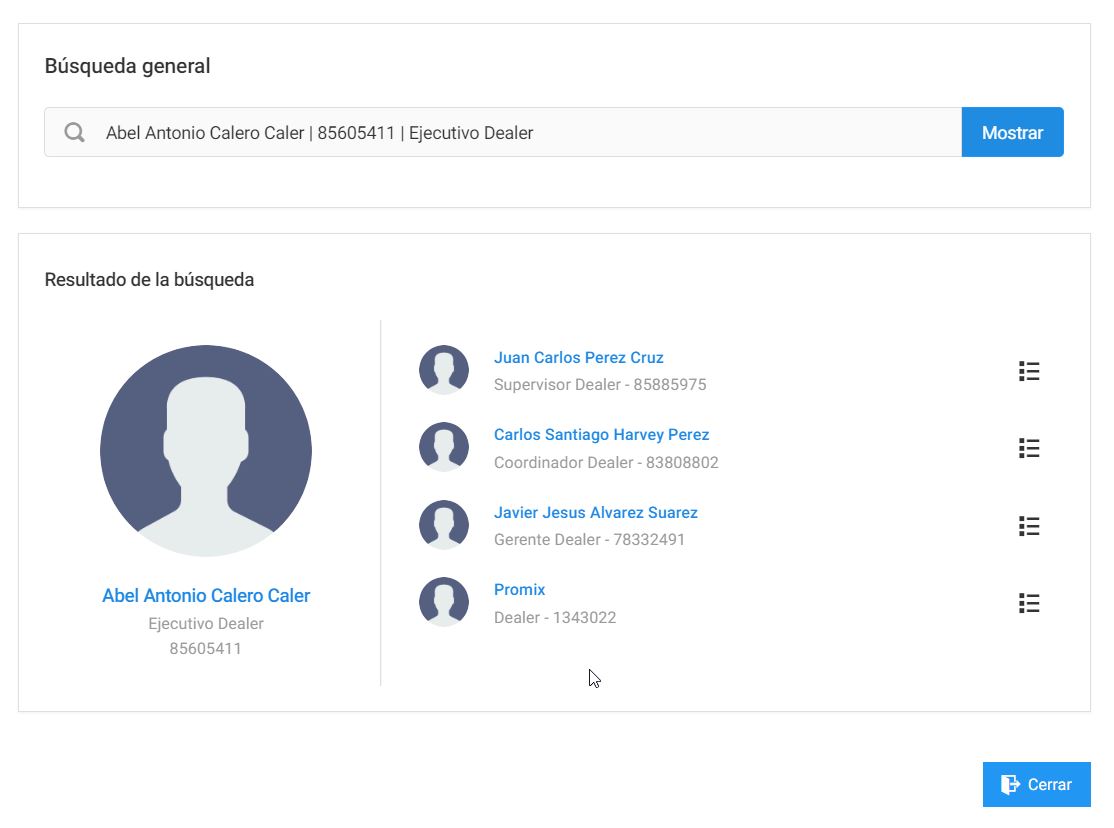 Búsqueda general
Abel Antonio Calero Caler | 85605411 | Ejecutivo Dealer
Mostrar
Resultado de la búsqueda
Abel Antonio Calero Caler
Ejecutivo Dealer
85605411
Juan Carlos Perez Cruz
Supervisor Dealer - 85885975
Carlos Santiago Harvey Perez
Coordinador Dealer - 83808802
Javier Jesus Alvarez Suarez
Gerente Dealer - 78332491
Promix
Dealer - 1343022
Cerrar